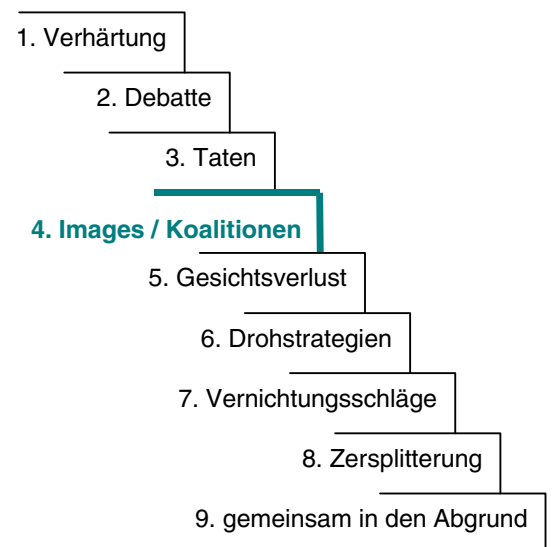 1. Verhärtung
2. Debatte
3. Taten
4. Images / Koalitionen
5. Gesichtsverlust
6. Drohstrategien
7. Vernichtungsschläge
8. Zersplitterung
9. gemeinsam in den Abgrund